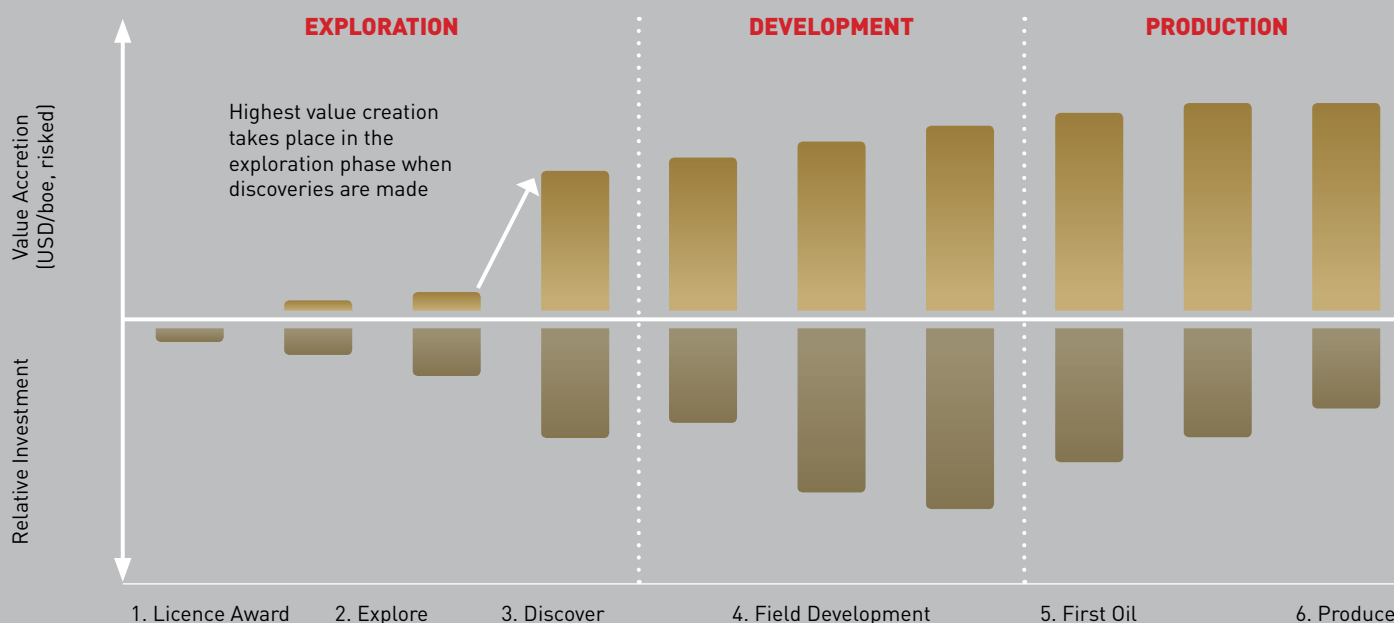 EXPLORATION
DEVELOPMENT
PRODUCTION
Value Accretion
(USD/boe, risked)
Highest value creation
takes place in the
exploration phase when
discoveries are made
Relative Investment
1. Licence Award
2. Explore
3. Discover
4. Field Development
5. First Oil
6. Produce